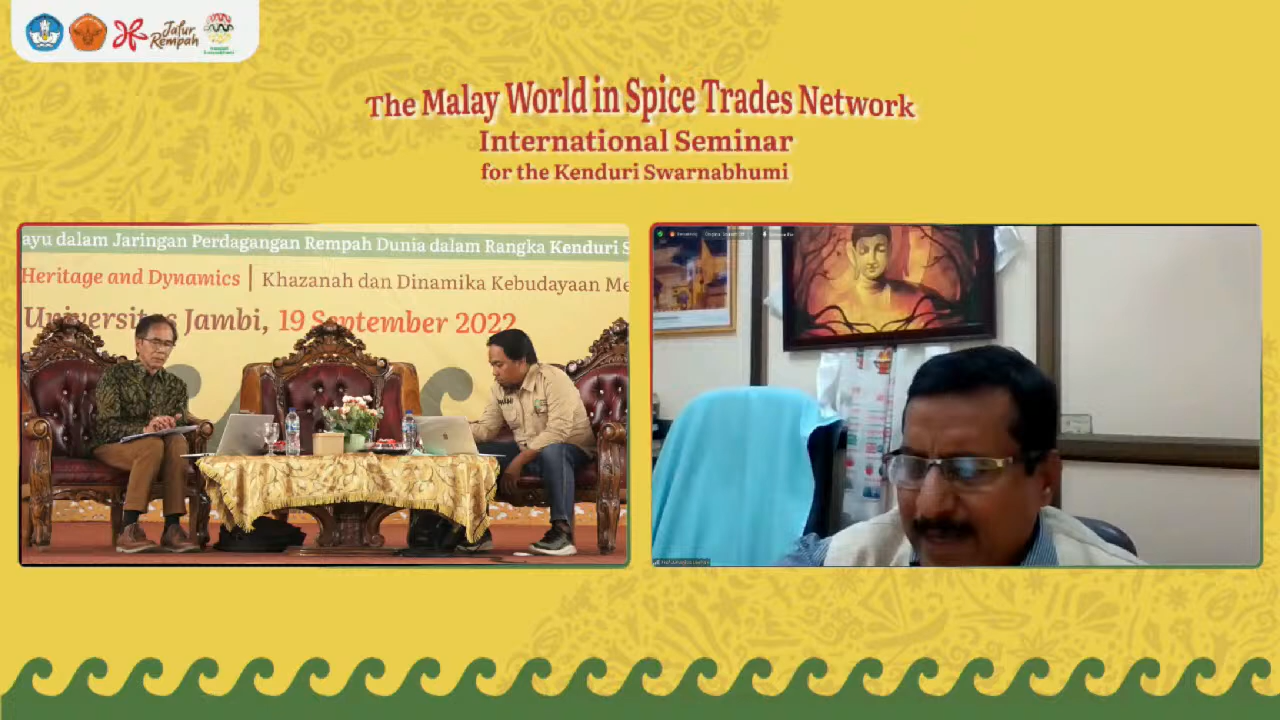 Jalur
Rempah
The Malay World in Spice Trades Network
International Seminar
for the Kenduri Swarnabhumi
ayu dalam Jaringan Perdagangan Rempah Dunia dalam Rangka Kenduri S
Heritage and Dynamics | Khazanah dan Dinamika Kebudayaan Me
Universitas Jambi, 19 September 2022